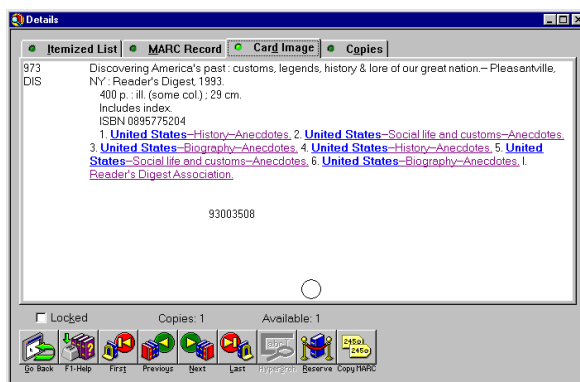 Details
Itemized List
MARC Record
Card Image
Copies
973 Discovering America's past : customs, legends, history & lore of our great nation.-- Pleasantville,
DIS NY : Reader's Digest, 1993.
400 p. : ill. (some col.) ; 29 cm.
Includes index.
ISBN 0895775204
1. United States--History--Anecdotes. 2. United States--Social life and customs--Anecdotes.
3. United States--Biography--Anecdotes. 4. United States--History--Anecdotes. 5. United
States--Social life and customs--Anecdotes. 6. United States--Biography--Anecdotes. I.
Reader's Digest Association.
93003508
Locked Copies: 1 Available: 1
abcI 245ol 245o
Go Back F1-Help First Previous Next Last Hypersrch Reserve Copy MARC